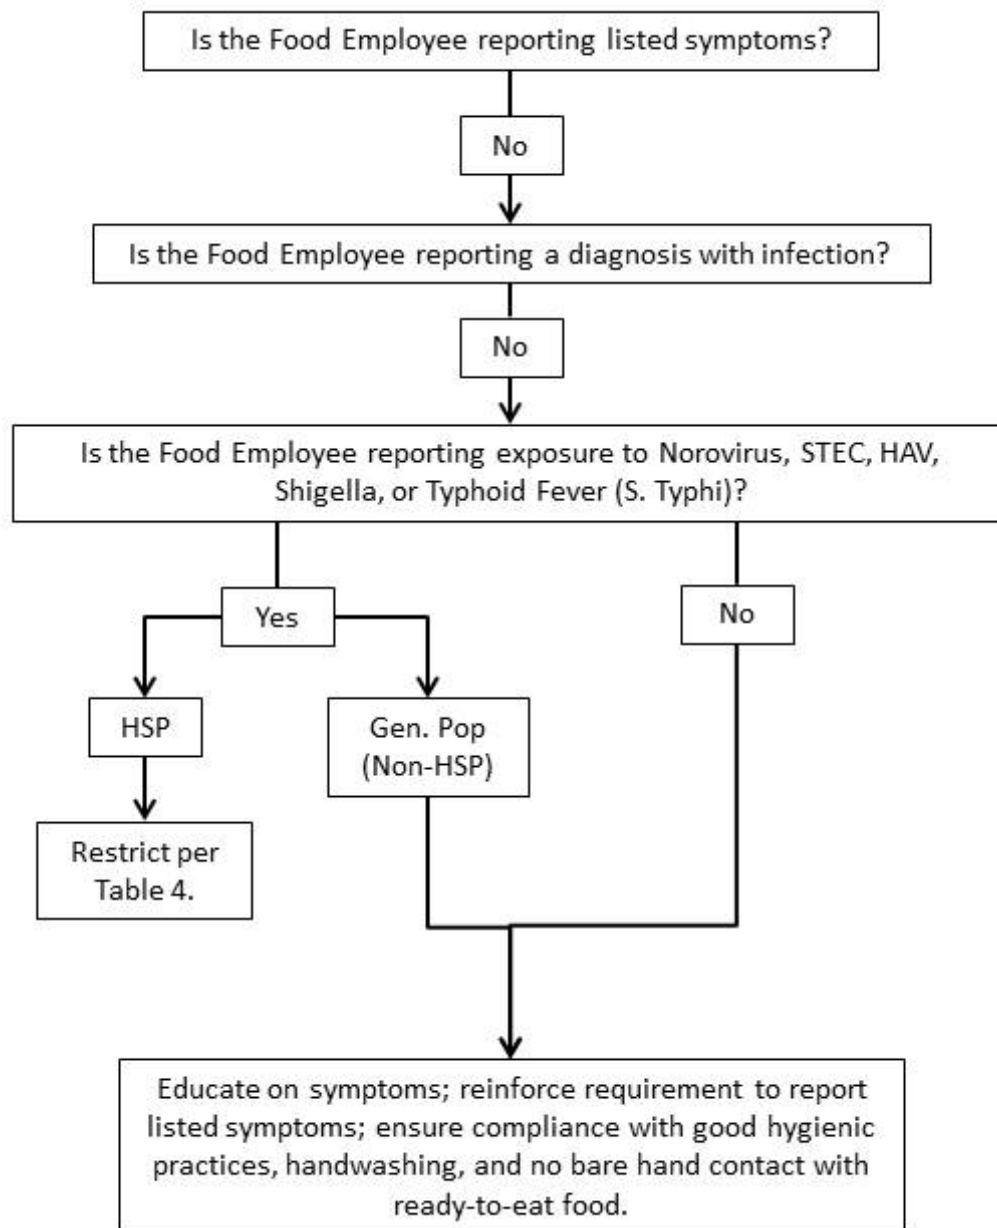 Is the Food Employee reporting listed symptoms?
No
Is the Food Employee reporting a diagnosis with infection?
No
Is the Food Employee reporting exposure to Norovirus, STEC, HAV,
Shigella, or Typhoid Fever (S. Typhi)?
Yes
No
HSP
Gen. Pop
(Non-HSP)
Restrict per
Table 4.
Educate on symptoms; reinforce requirement to report
listed symptoms; ensure compliance with good hygienic
practices, handwashing, and no bare hand contact with
ready-to-eat food.